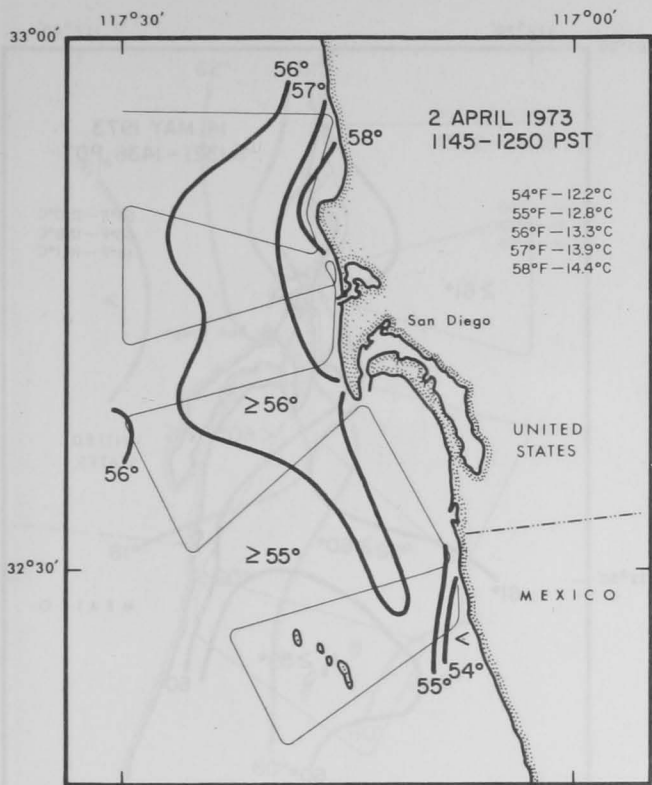 117°30'
117°00'
33°00'
56°
57°
58°
2 APRIL 1973
1145-1250 PST
54°F-12.2°C
55°F-12.8°C
56°F-13.3°C
57°F-13.9°C
58°F-14.4°C
San Diego
≥56°
UNITED
STATES
56°
≥55°
32°30'
MEXICO
<
54°
55°